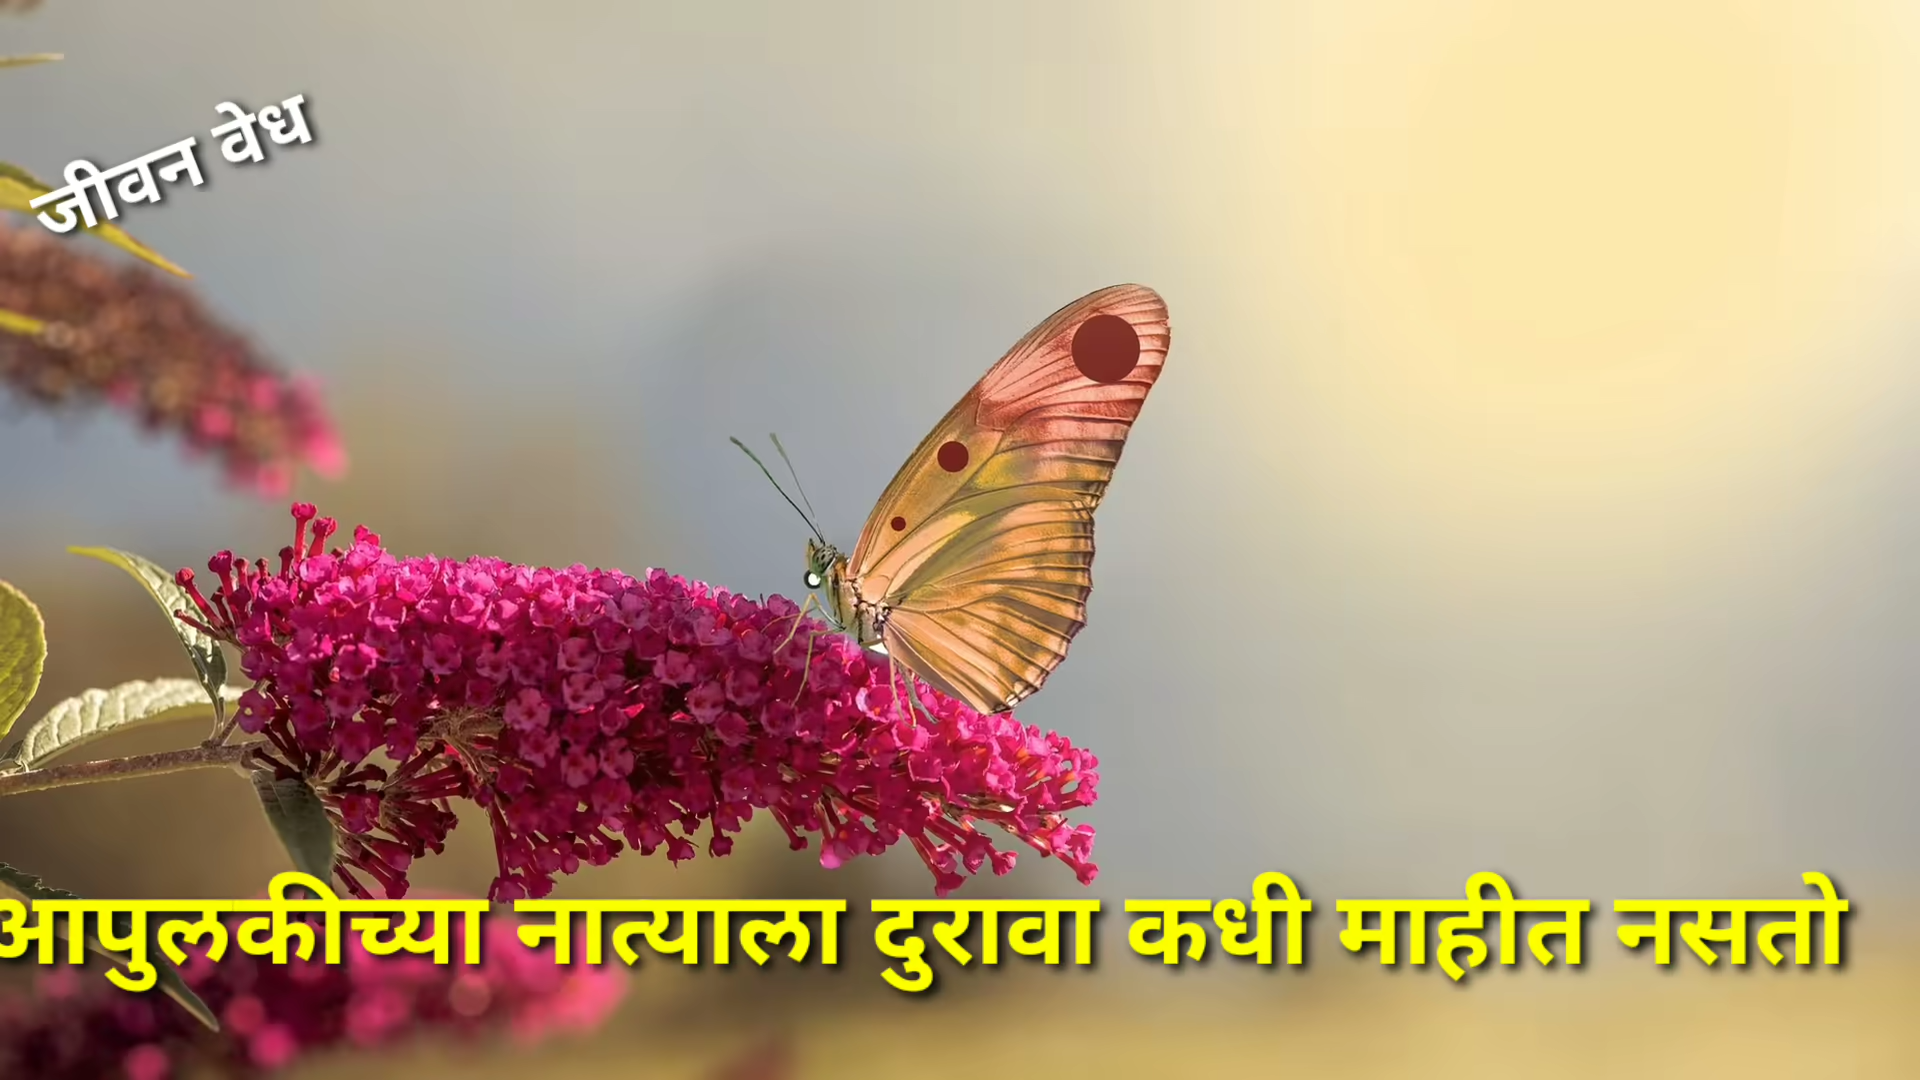 जीवन वेध
आपुलकीच्या नात्याला दुरावा कधी माहीत नसतो